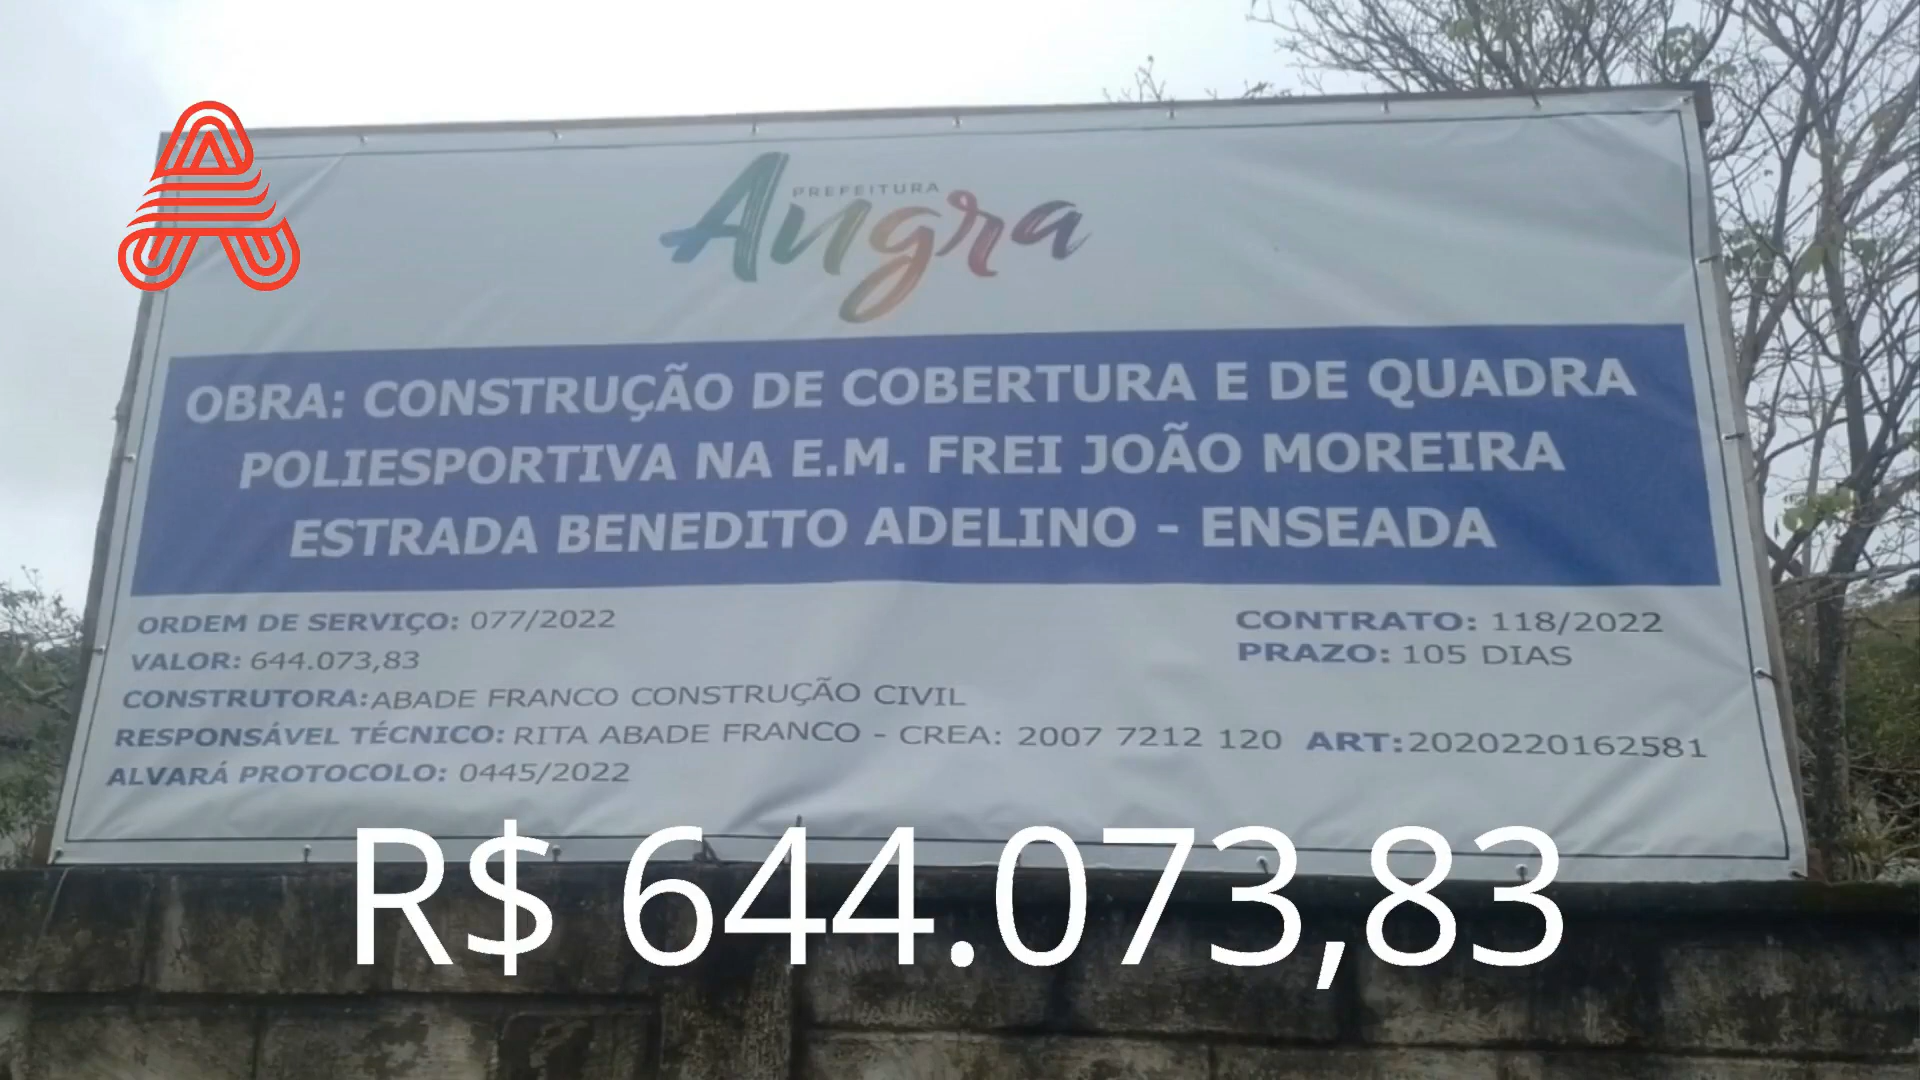 PREFEITURA
Angra
OBRA: CONSTRUÇÃO DE COBERTURA E DE QUADRA
POLIESPORTIVA NA E.M. FREI JOÃO MOREIRA
ESTRADA BENEDITO ADELINO - ENSEADA
ORDEM DE SERVIÇO: 077/2022 CONTRATO: 118/2022
VALOR: 644.073,83 PRAZO: 105 DIAS
CONSTRUTORA: ABADE FRANCO CONSTRUÇÃO CIVIL
RESPONSÁVEL TÉCNICO: RITA ABADE FRANCO - CREA: 2007 7212 120 ART: 2020220162581
ALVARÁ PROTOCOLO: 0445/2022
R$ 644.073,83